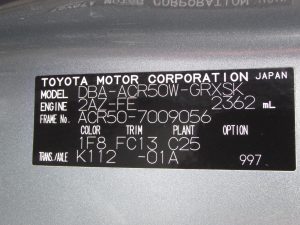 TOYOTA MOTOR CORPORATION JAPAN
MODEL DBA-ACR50W-GRXSK
ENGINE 2AZ-FE 2362 mL
FRAME No. ACR50-7009056
COLOR TRIM PLANT OPTION
1F8 FC13 C25
TRANS./AXLE K112 -01A 997